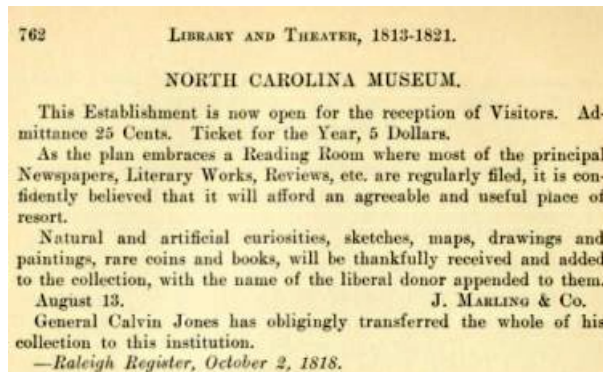 762 Library and Theater, 1813-1821.
NORTH CAROLINA MUSEUM.
This Establishment is now open for the reception of Visitors. Ad-
mittance 25 Cents. Ticket for the Year, 5 Dollars.
As the plan embraces a Reading Room where most of the principal
Newspapers, Literary Works, Reviews, etc. are regularly filed, it is con-
fidently believed that it will afford an agreeable and useful place of
resort.
Natural and artificial curiosities, sketches, maps, drawings and
paintings, rare coins and books, will be thankfully received and added
to the collection, with the name of the liberal donor appended to them.
August 13. J. Marling & Co.
General Calvin Jones has obligingly transferred the whole of his
collection to this institution.
—Raleigh Register, October 2, 1818.